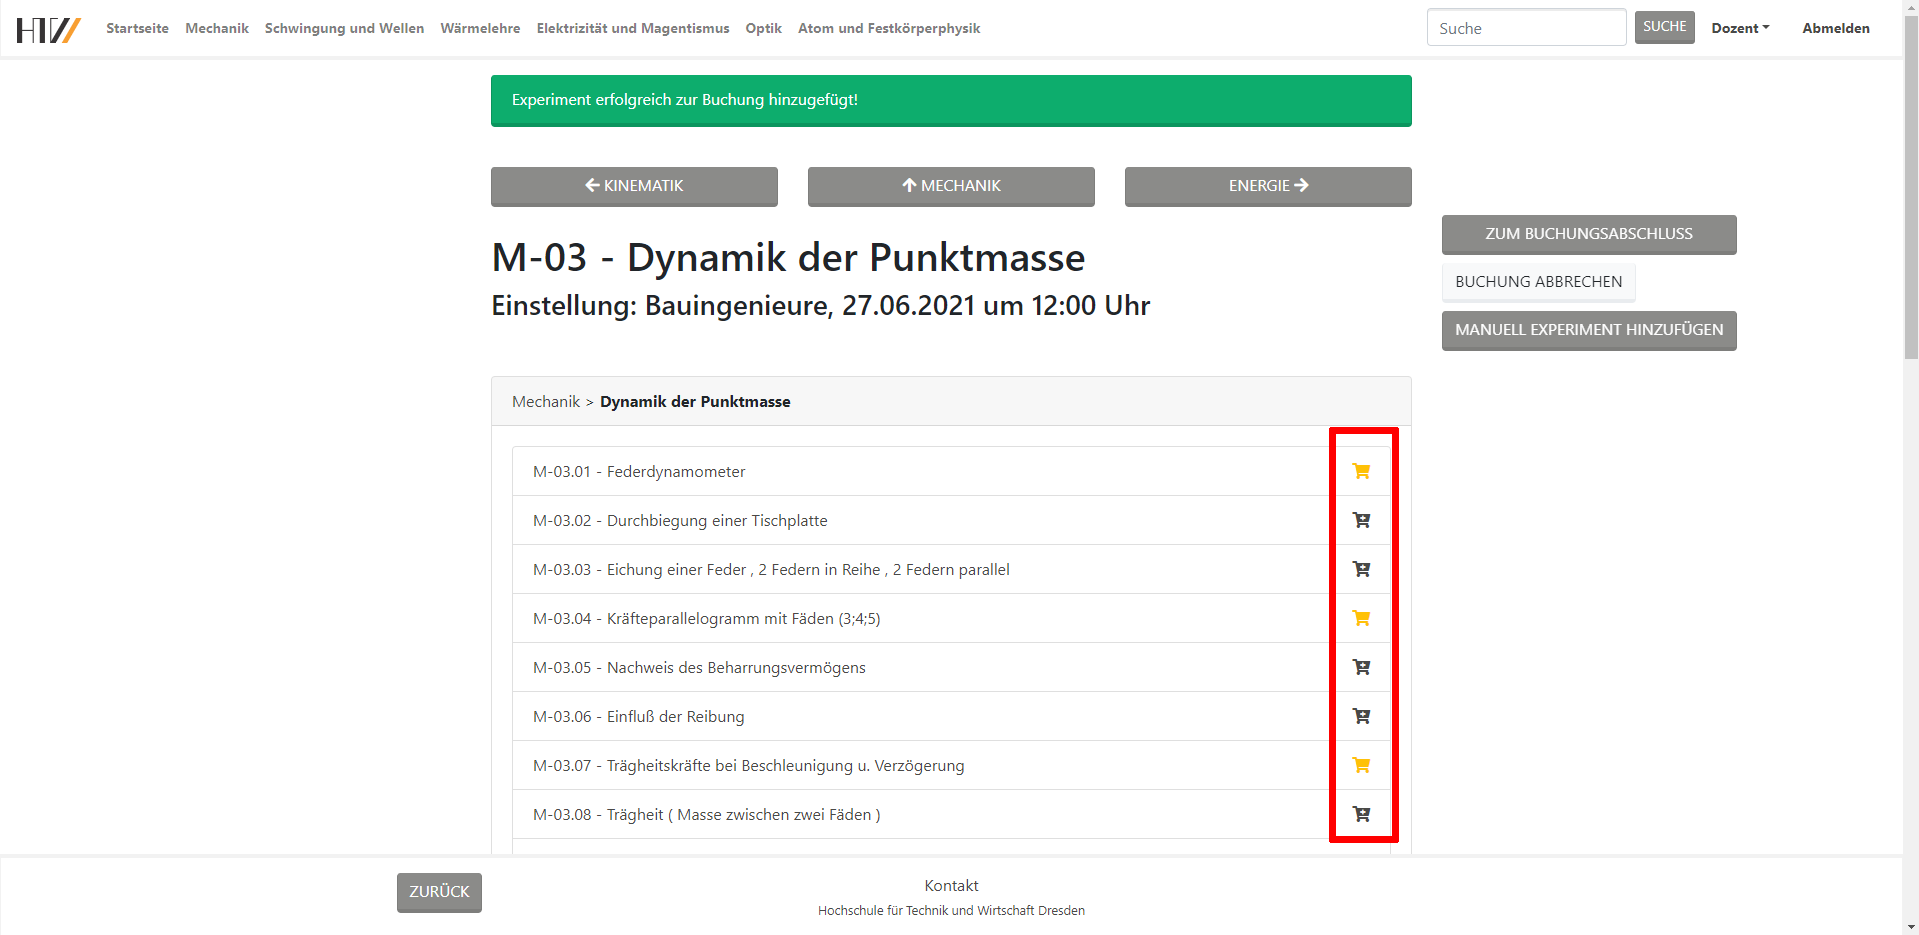 HTW Startseite Mechanik Schwingung und Wellen Wärmelehre Elektrizität und Magentismus Optik Atom und Festkörperphysik Suche SUCHE Dozent Abmelden
Experiment erfolgreich zur Buchung hinzugefügt!
KINEMATIK MECHANIK ENERGIE
ZUM BUCHUNGSABSCHLUSS
M-03 - Dynamik der Punktmasse
BUCHUNG ABBRECHEN
Einstellung: Bauingenieure, 27.06.2021 um 12:00 Uhr
MANUELL EXPERIMENT HINZUFÜGEN
Mechanik > Dynamik der Punktmasse
M-03.01 - Federdynamometer
M-03.02 - Durchbiegung einer Tischplatte
M-03.03 - Eichung einer Feder , 2 Federn in Reihe , 2 Federn parallel
M-03.04 - Kräfteparallelogramm mit Fäden (3;4;5)
M-03.05 - Nachweis des Beharrungsvermögens
M-03.06 - Einfluß der Reibung
M-03.07 - Trägheitskräfte bei Beschleunigung u. Verzögerung
M-03.08 - Trägheit ( Masse zwischen zwei Fäden )
ZURÜCK
Kontakt
Hochschule für Technik und Wirtschaft Dresden